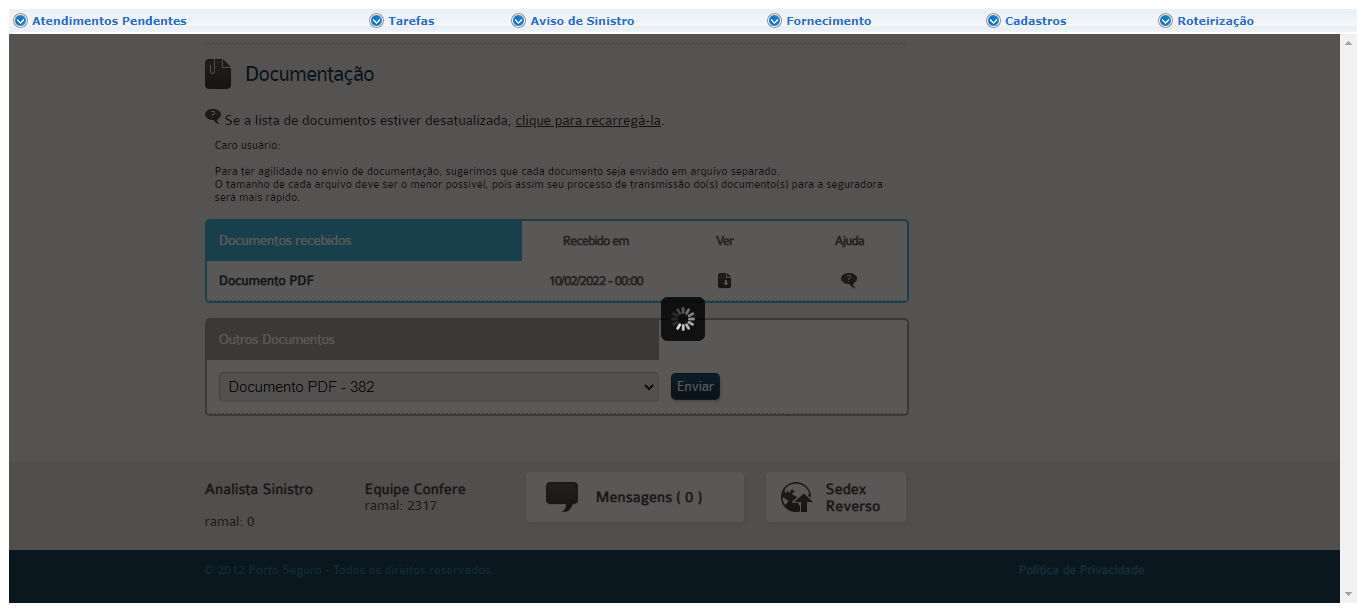 Atendimentos Pendentes Tarefas Aviso de Sinistro Fornecimento Cadastros Roteirização
Documentação
Se a lista de documentos estiver desatualizada, clique para recarregá-la.
Caro usuário:
Para ter agilidade no envio de documentação, sugerimos que cada documento seja enviado em arquivo separado.
O tamanho de cada arquivo deve ser o menor possivel, pois assim seu processo de transmissão do(s) documento(s) para a seguradora
será mais rápido.
Documentos recebidos Recebido em Ver Ajuda
Documento PDF 10/02/2022 - 00:00
Outros Documentos
Documento PDF - 382 Enviar
Analista Sinistro
ramal: 0
Equipe Confere
ramal: 2317
Mensagens ( 0 )
Sedex
Reverso
© 2012 Porto Seguro - Todos os direitos reservados. Política de Privacidade